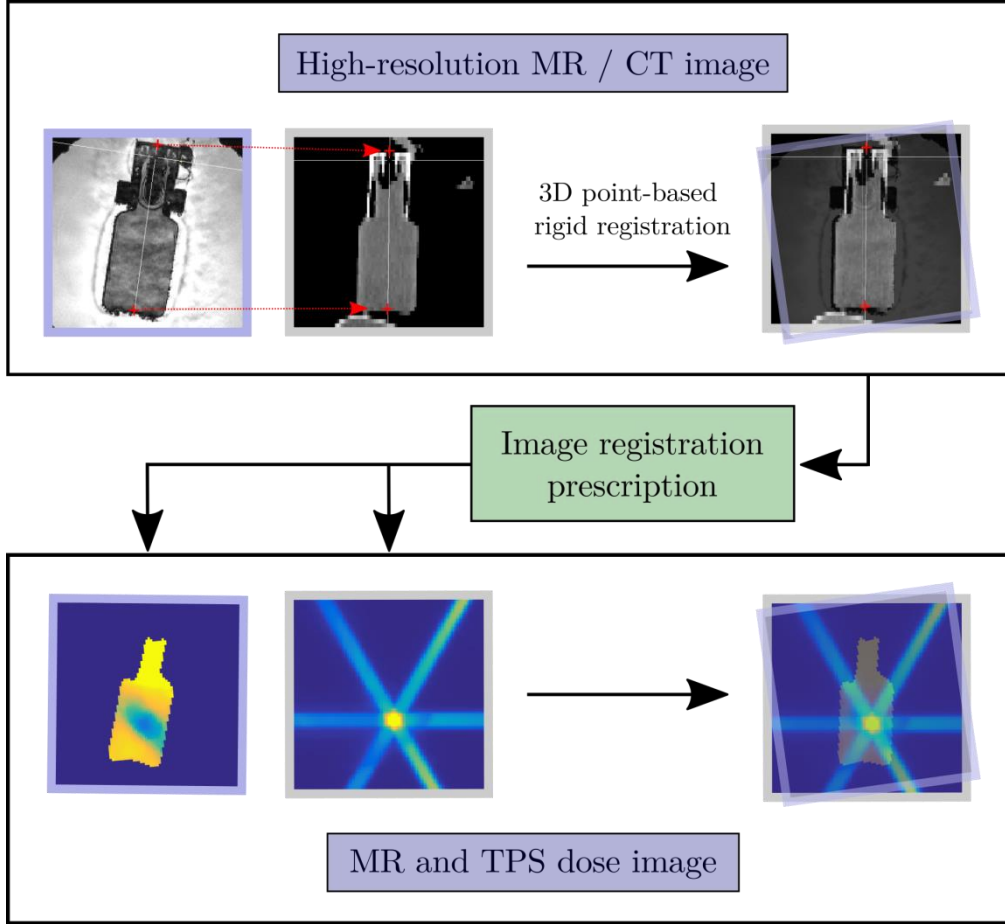 High-resolution MR / CT image
3D point-based
rigid registration
Image registration
prescription
MR and TPS dose image